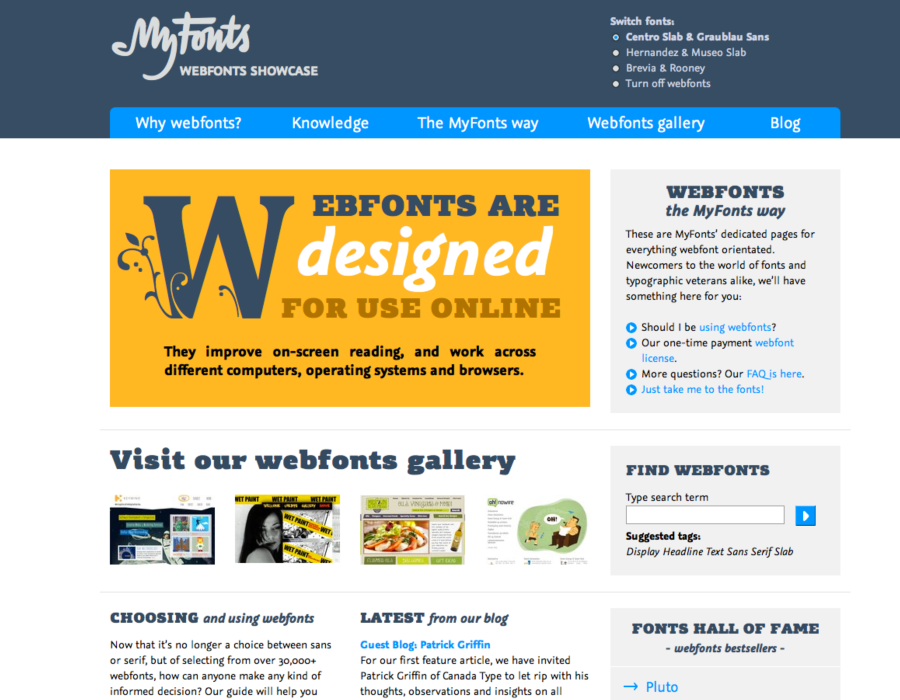 MyFonts
WEBFONTS SHOWCASE
Switch fonts:
Centro Slab & Graublau Sans
Hernandez & Museo Slab
Brevia & Rooney
Turn off webfonts
Why webfonts?
Knowledge
The MyFonts way
Webfonts gallery
Blog
WEBFONTS ARE
designed
FOR USE ONLINE
They improve on-screen reading, and work across
different computers, operating systems and browsers.
WEBFONTS
the MyFonts way
These are MyFonts' dedicated pages for
everything webfont orientated.
Newcomers to the world of fonts and
typographic veterans alike, we'll have
something here for you:
Should I be using webfonts?
Our one-time payment webfont
license.
More questions? Our FAQ is here.
Just take me to the fonts!
Visit our webfonts gallery
WET PAINT
WET PAINT
WET PAINT
OH!
FIND WEBFONTS
Type search term
Suggested tags:
Display Headline Text Sans Serif Slab
CHOOSING and using webfonts
Now that it's no longer a choice between sans
or serif, but of selecting from over 30,000+
webfonts, how can anyone make any kind of
informed decision? Our guide will help you
LATEST from our blog
Guest Blog: Patrick Griffin
For our first feature article, we have invited
Patrick Griffin of Canada Type to let rip with his
thoughts, observations and insights on all
FONTS HALL OF FAME
- webfonts bestsellers -
→ Pluto